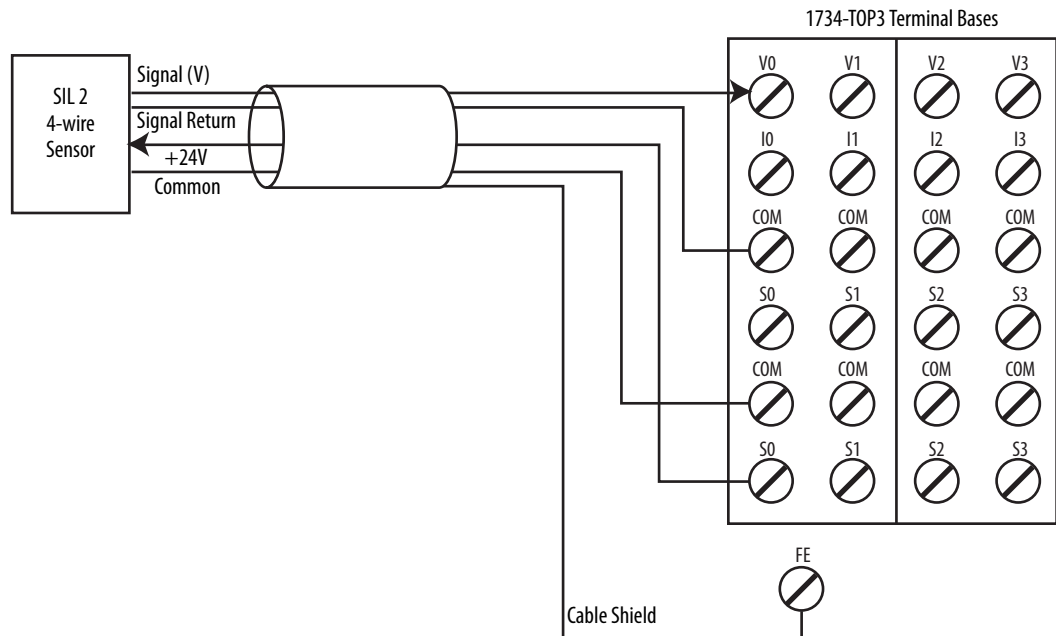 1734-TOP3 Terminal Bases
SIL 2
4-wire
Sensor
Signal (V)
Signal Return
+24V
Common
V0 V1 V2 V3
I0 I1 I2 I3
COM COM COM COM
S0 S1 S2 S3
COM COM COM COM
S0 S1 S2 S3
FE
Cable Shield